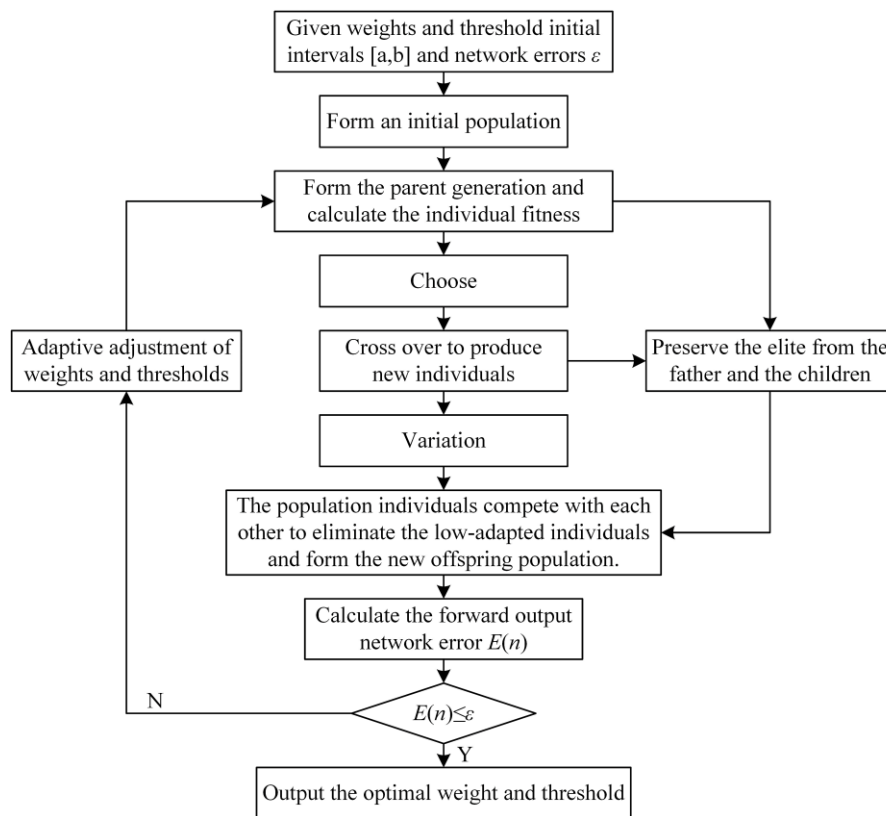 Given weights and threshold initial
intervals [a,b] and network errors ε
Form an initial population
Form the parent generation and
calculate the individual fitness
Choose
Adaptive adjustment of
weights and thresholds
Cross over to produce
new individuals
Preserve the elite from the
father and the children
Variation
The population individuals compete with each
other to eliminate the low-adapted individuals
and form the new offspring population.
Calculate the forward output
network error E(n)
N
E(n)≤ε
Y
Output the optimal weight and threshold